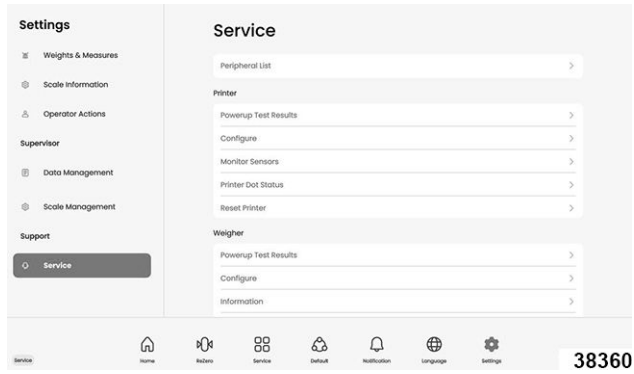 Settings
Weights & Measures
Scale Information
Operator Actions
Supervisor
Data Management
Scale Management
Support
Service
Service
Peripheral List
Printer
Powerup Test Results
Configure
Monitor Sensors
Printer Dot Status
Reset Printer
Weigher
Powerup Test Results
Configure
Information
Service
Home
ReZero
Service
Default
Notification
Language
Settings
38360